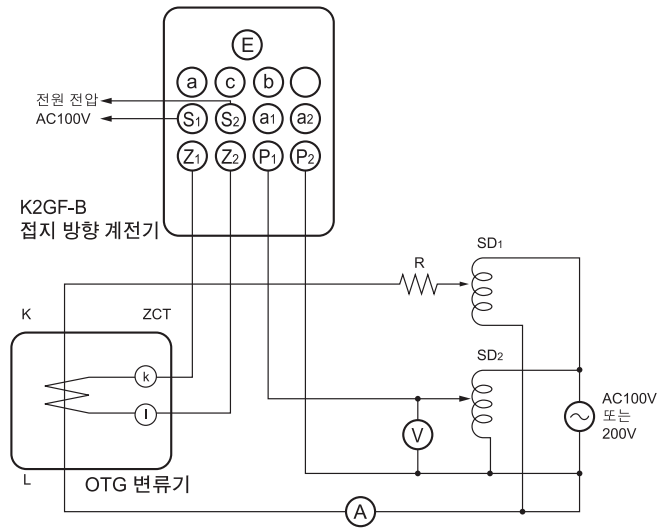 E
a c b
전원 전압
AC100V
S1 S2 a1 a2
Z1 Z2 P1 P2
K2GF-B
접지 방향 계전기
SD1
R
K
ZCT
SD2
k
AC100V
또는
200V
V
l
L
OTG 변류기
A